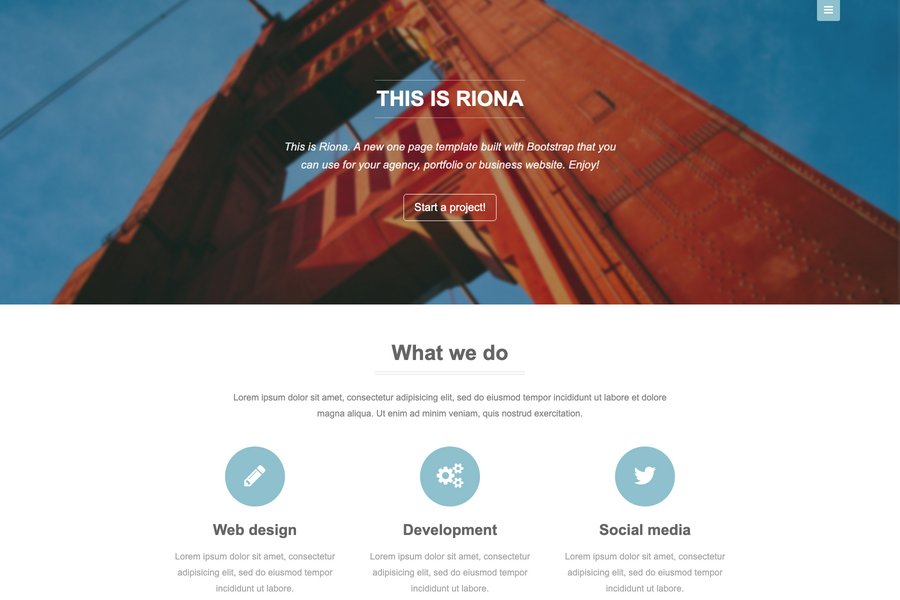 THIS IS RIONA
This is Riona. A new one page template built with Bootstrap that you
can use for your agency, portfolio or business website. Enjoy!
Start a project!
What we do
Lorem ipsum dolor sit amet, consectetur adipisicing elit, sed do eiusmod tempor incididunt ut labore et dolore
magna aliqua. Ut enim ad minim veniam, quis nostrud exercitation.
Web design
Lorem ipsum dolor sit amet, consectetur
adipisicing elit, sed do eiusmod tempor
incididunt ut labore.
Development
Lorem ipsum dolor sit amet, consectetur
adipisicing elit, sed do eiusmod tempor
incididunt ut labore.
Social media
Lorem ipsum dolor sit amet, consectetur
adipisicing elit, sed do eiusmod tempor
incididunt ut labore.